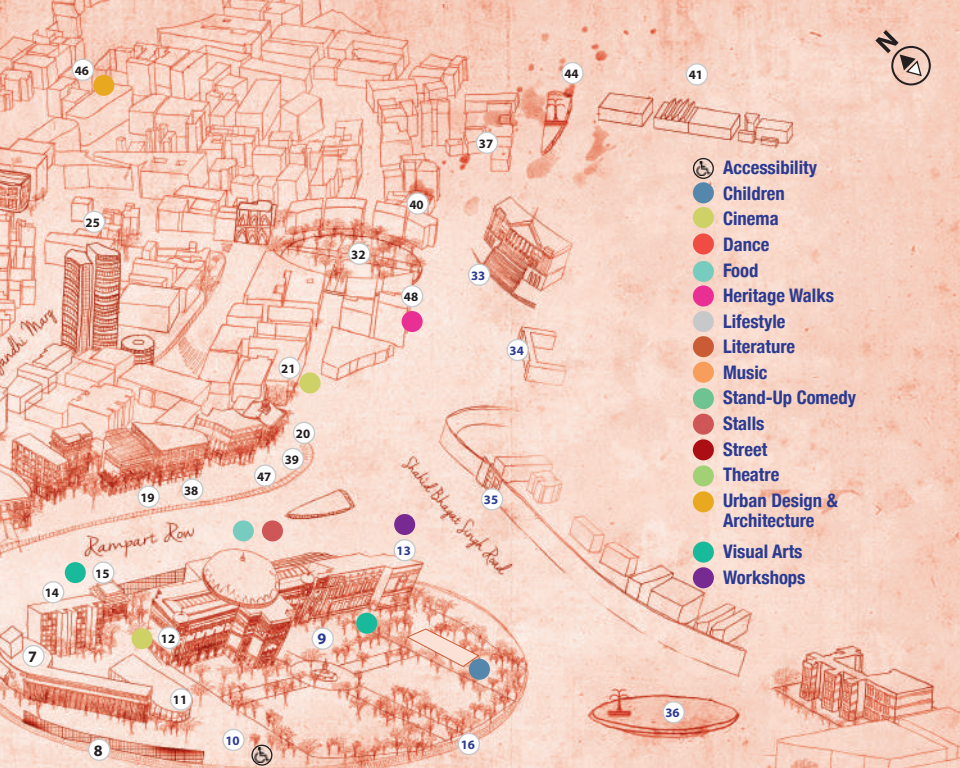 N
46
44
41
37
40
25
32
33
48
34
Gandhi Marg
21
20
39
47
38
19
35
Shahid Bhagat Singh Road
Rampart Row
13
15
14
12
9
7
11
10
8
16
36
Accessibility
Children
Cinema
Dance
Food
Heritage Walks
Lifestyle
Literature
Music
Stand-Up Comedy
Stalls
Street
Theatre
Urban Design &
Architecture
Visual Arts
Workshops